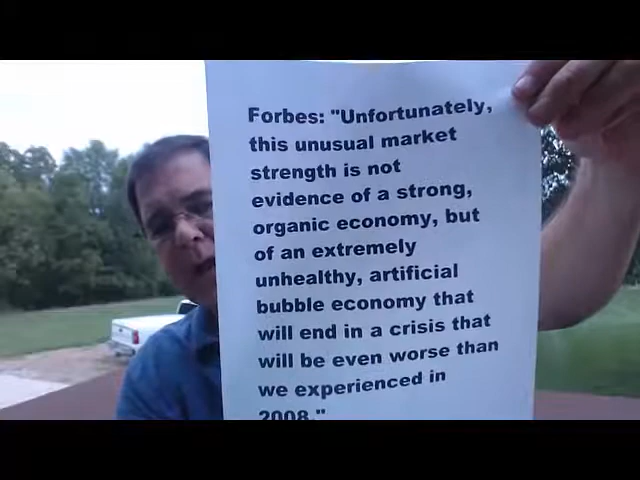 Forbes: "Unfortunately,
this unusual market
strength is not
evidence of a strong,
organic economy, but
of an extremely
unhealthy, artificial
bubble economy that
will end in a crisis that
will be even worse than
we experienced in
2008."